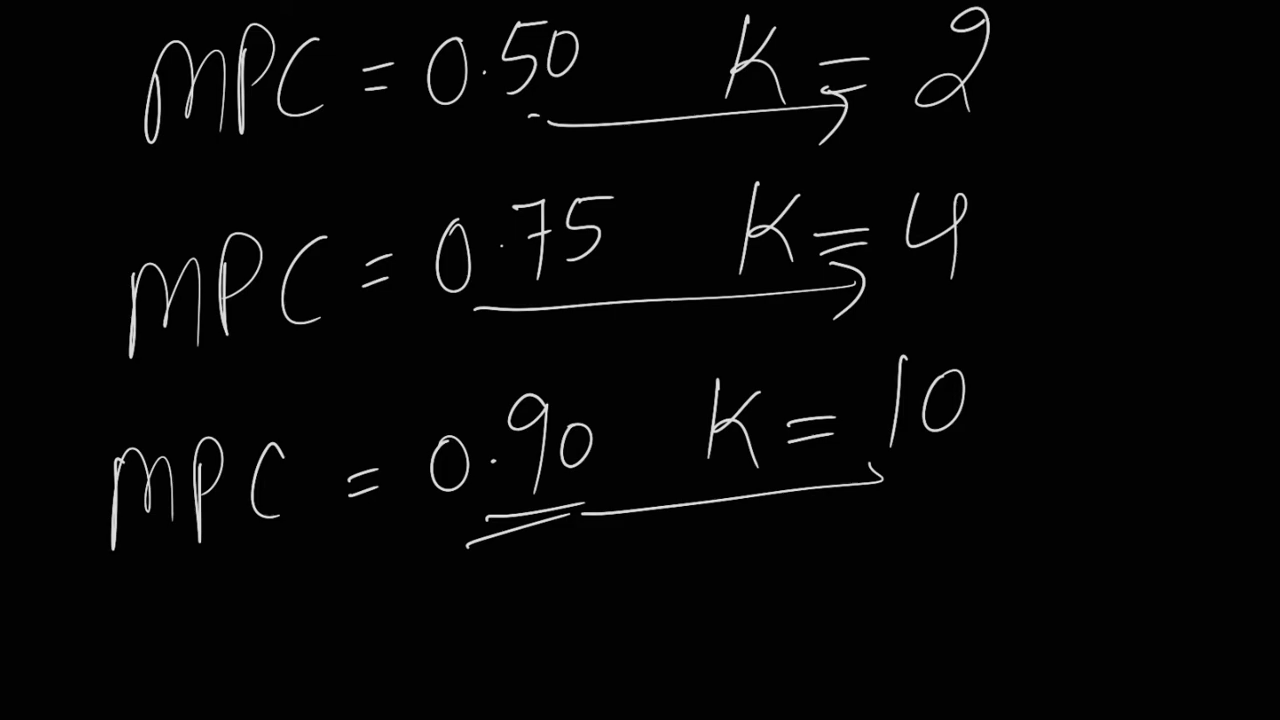 MPC = 0.50 K = 2
MPC = 0.75 K = 4
MPC = 0.90 K = 10